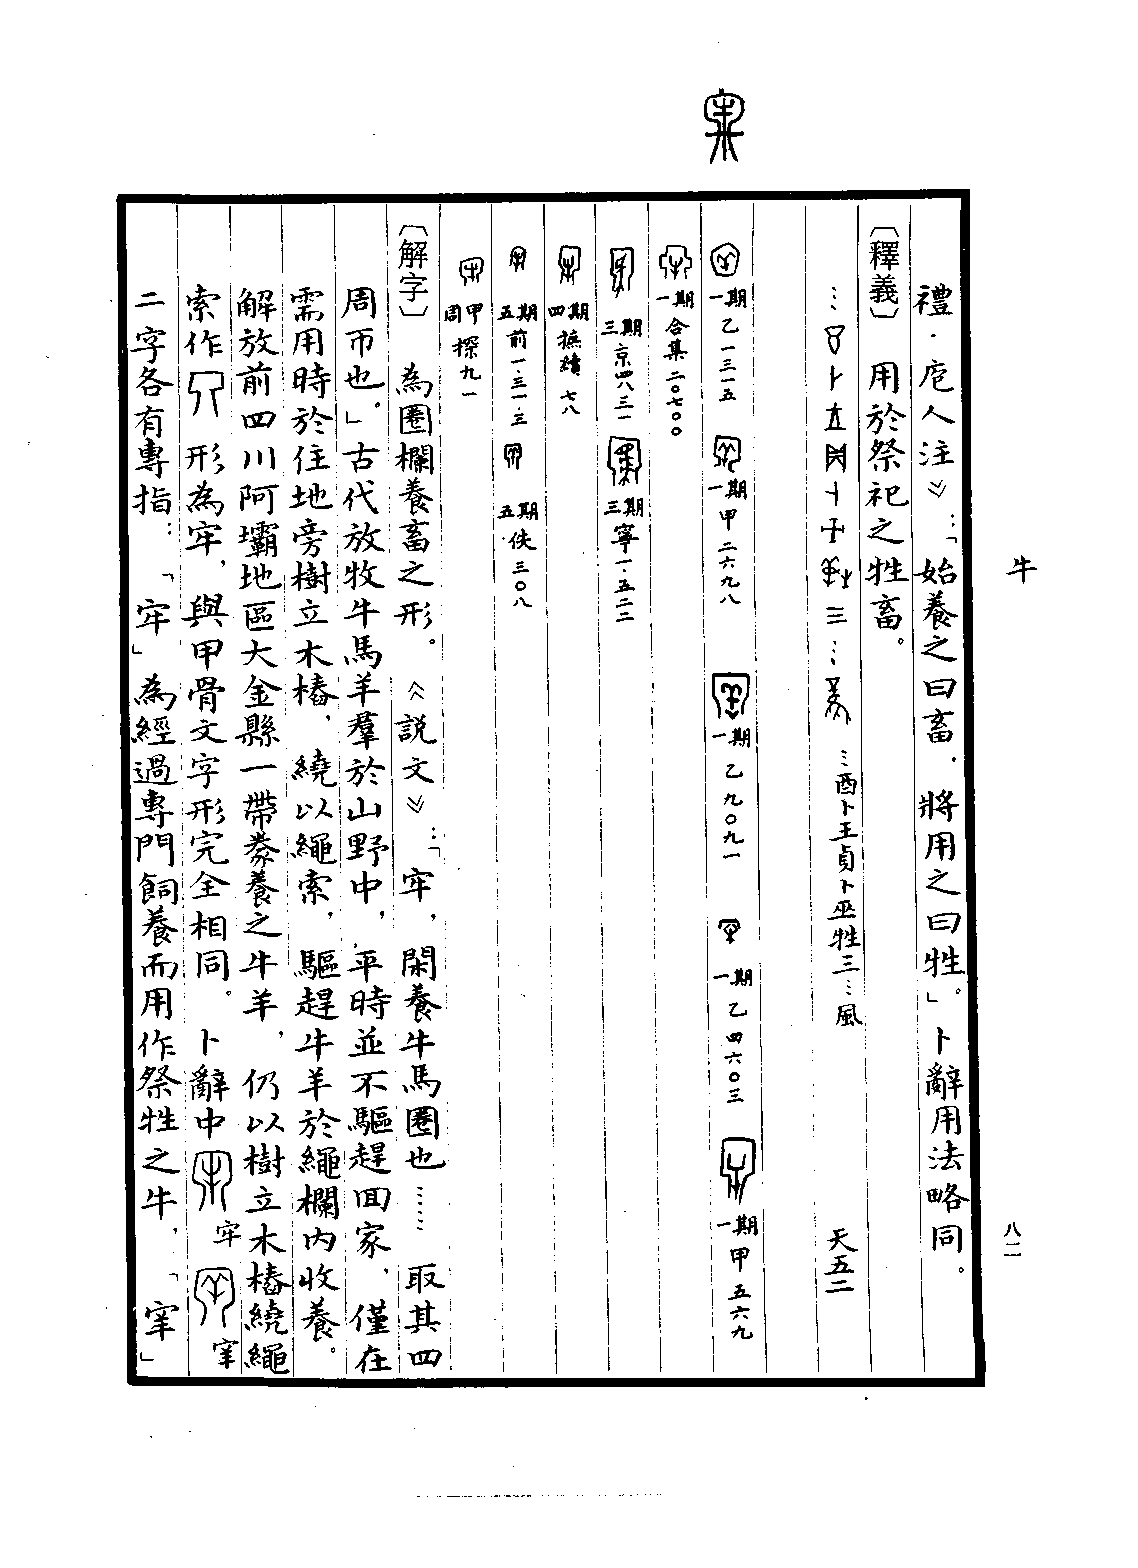 牛
八二
禮·庖人注》：「始養之曰畜，將用之曰牲。」卜辭用法略同。
〔釋義〕用於祭祀之牲畜。
…酉卜王貞卜巫牲三…風 天五二
一期 乙一三一五 一期 甲二六九八 一期 乙九〇九一 一期 乙四六〇三 一期 甲五六九
一期 合集二〇七〇〇
三期 京四八三一 三期 寧一·五二二
四期 摭續七八
五期 前一·三一·三 五期 佚三〇八
周甲 探九一
〔解字〕為圈欄養畜之形。《說文》：「牢，閑養牛馬圈也……取其四
周帀也。」古代放牧牛馬羊羣於山野中，平時並不驅趕回家，僅在
需用時於住地旁樹立木樁，繞以繩索，驅趕牛羊於繩欄內收養。
解放前四川阿壩地區大金縣一帶豢養之牛羊，仍以樹立木樁繞繩
索作形為牢，與甲骨文字形完全相同。卜辭中牢䍧
二字各有專指：「牢」為經過專門飼養而用作祭牲之牛，「䍧」